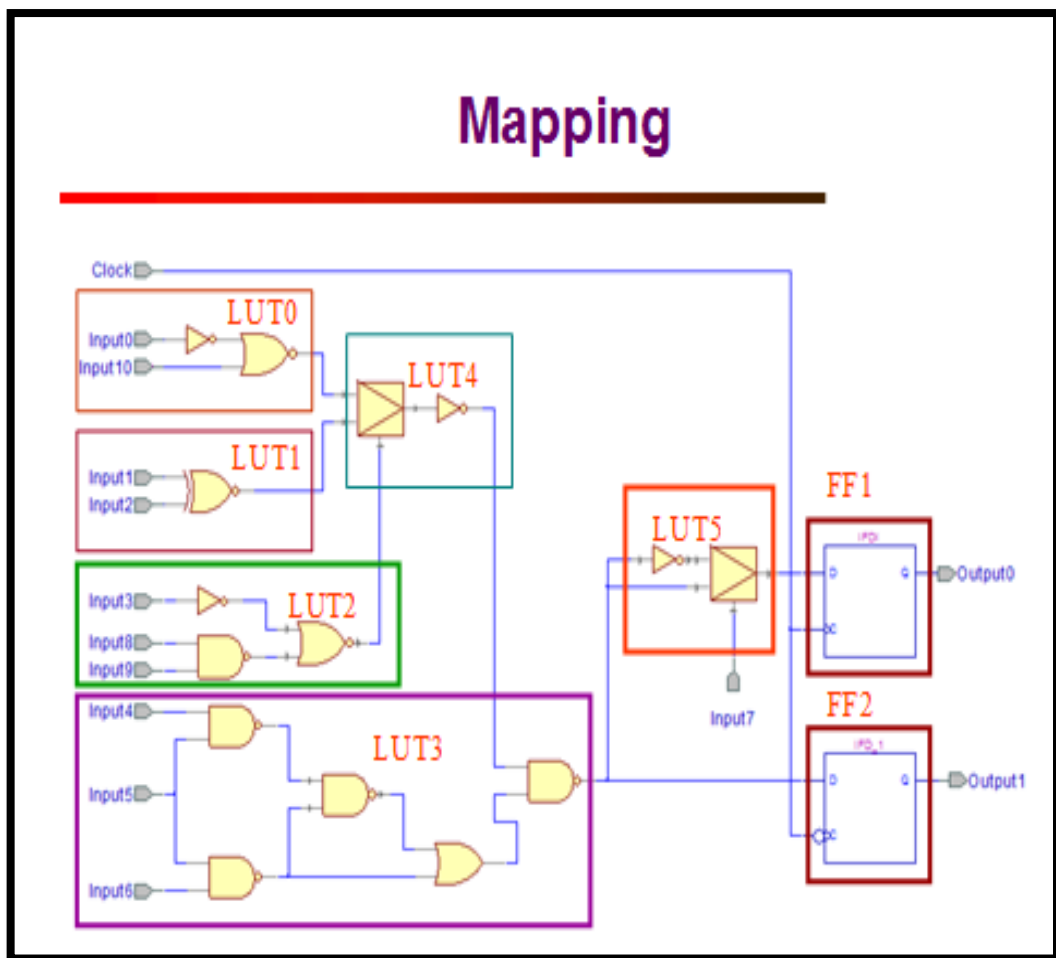 Mapping
Clock
LUT0
Input0
Input10
LUT4
LUT1
Input1
Input2
LUT5
FF1
D
Q
Output0
C
LUT2
Input3
Input8
Input9
Input7
FF2
Input4
LUT3
IFD_1
D
Q
Output1
Input5
C
Input6